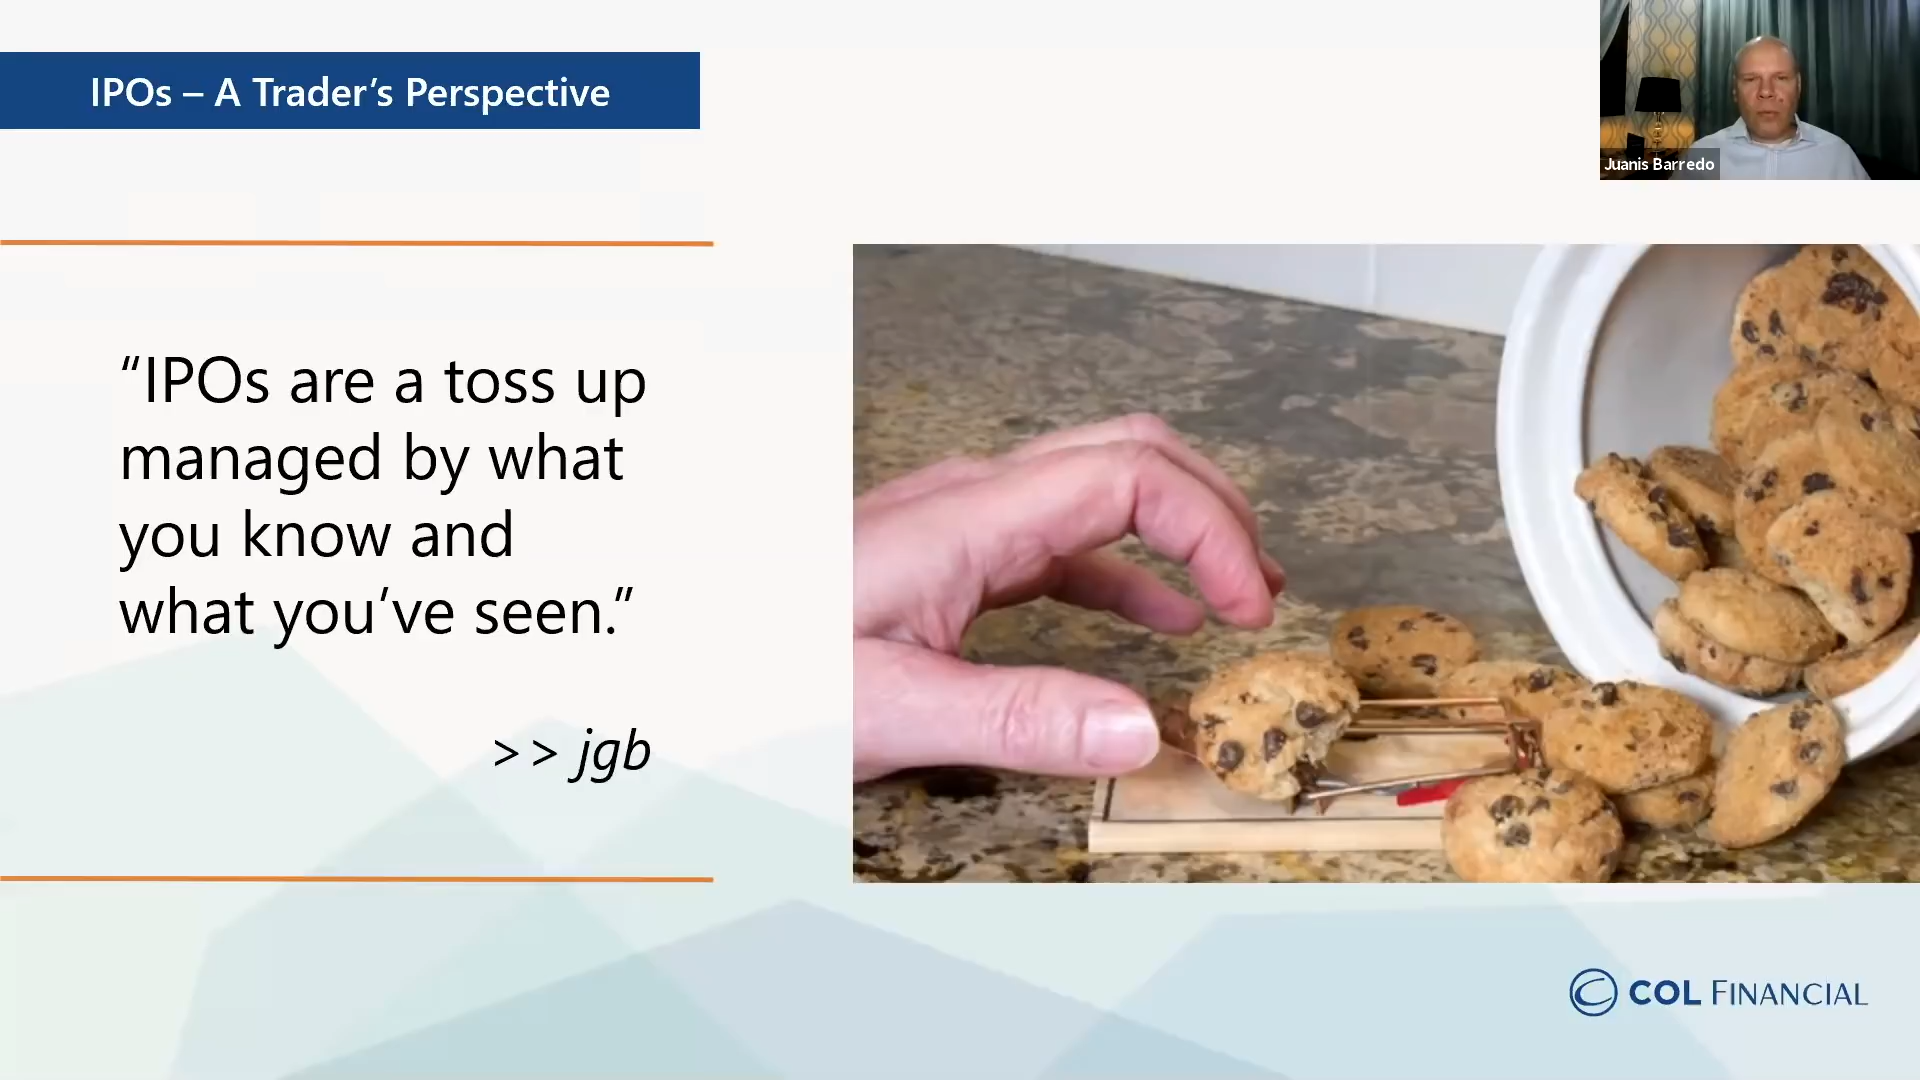 IPOs – A Trader’s Perspective
Juanis Barredo
“IPOs are a toss up
managed by what
you know and
what you’ve seen.”
>> jgb
COL FINANCIAL